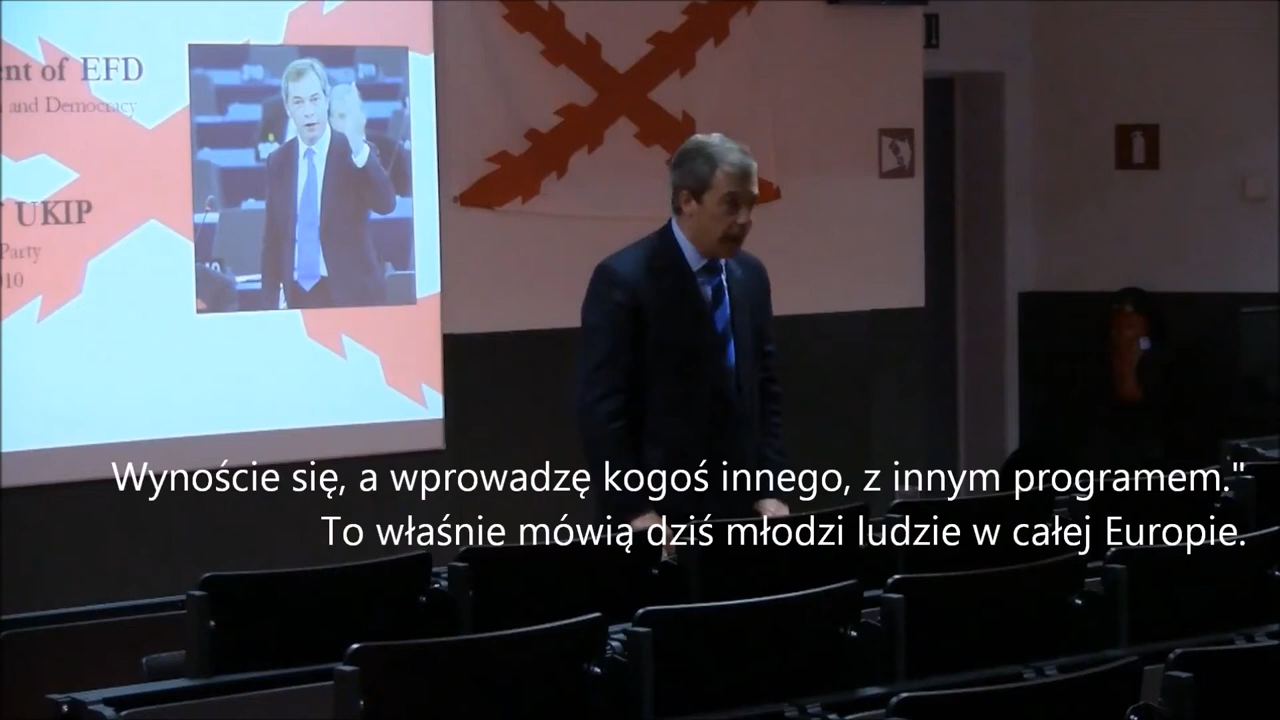 nt of EFD
and Democracy
UKIP
Party
10
Wynoście się, a wprowadzę kogoś innego, z innym programem."
To właśnie mówią dziś młodzi ludzie w całej Europie.